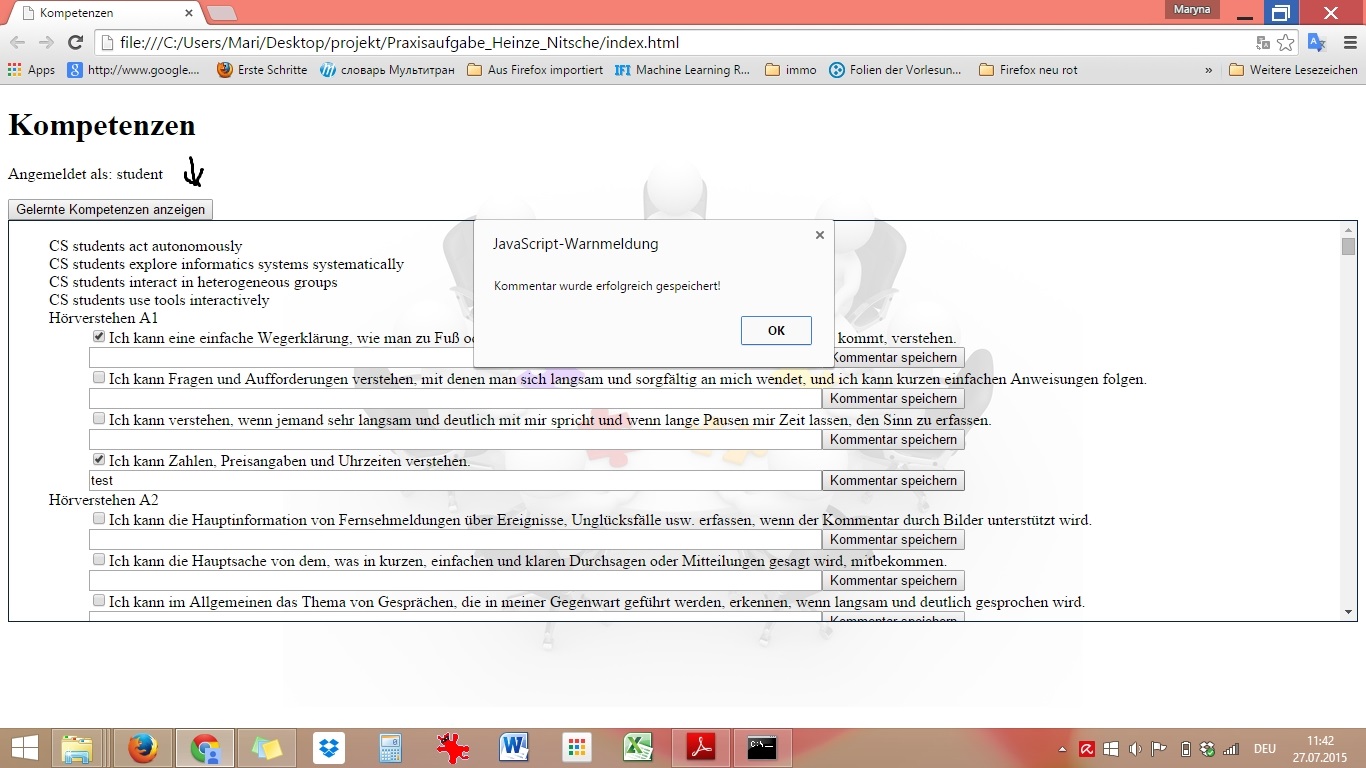 Kompetenzen
Maryna
file:///C:/Users/Mari/Desktop/projekt/Praxisaufgabe_Heinze_Nitsche/index.html
Apps
http://www.google....
Erste Schritte
словарь Мультитран
Aus Firefox importiert
IFI Machine Learning R...
immo
Folien der Vorlesun...
Firefox neu rot
»
Weitere Lesezeichen
Kompetenzen
Angemeldet als: student
Gelernte Kompetenzen anzeigen
JavaScript-Warnmeldung
Kommentar wurde erfolgreich gespeichert!
OK
CS students act autonomously
CS students explore informatics systems systematically
CS students interact in heterogeneous groups
CS students use tools interactively
Hörverstehen A1
Ich kann eine einfache Wegerklärung, wie man zu Fuß kommt, verstehen.
Kommentar speichern
Ich kann Fragen und Aufforderungen verstehen, mit denen man sich langsam und sorgfältig an mich wendet, und ich kann kurzen einfachen Anweisungen folgen.
Kommentar speichern
Ich kann verstehen, wenn jemand sehr langsam und deutlich mit mir spricht und wenn lange Pausen mir Zeit lassen, den Sinn zu erfassen.
Kommentar speichern
Ich kann Zahlen, Preisangaben und Uhrzeiten verstehen.
test Kommentar speichern
Hörverstehen A2
Ich kann die Hauptinformation von Fernsehmeldungen über Ereignisse, Unglücksfälle usw. erfassen, wenn der Kommentar durch Bilder unterstützt wird.
Kommentar speichern
Ich kann die Hauptsache von dem, was in kurzen, einfachen und klaren Durchsagen oder Mitteilungen gesagt wird, mitbekommen.
Kommentar speichern
Ich kann im Allgemeinen das Thema von Gesprächen, die in meiner Gegenwart geführt werden, erkennen, wenn langsam und deutlich gesprochen wird.
Kommentar speichern
DEU
11:42
27.07.2015